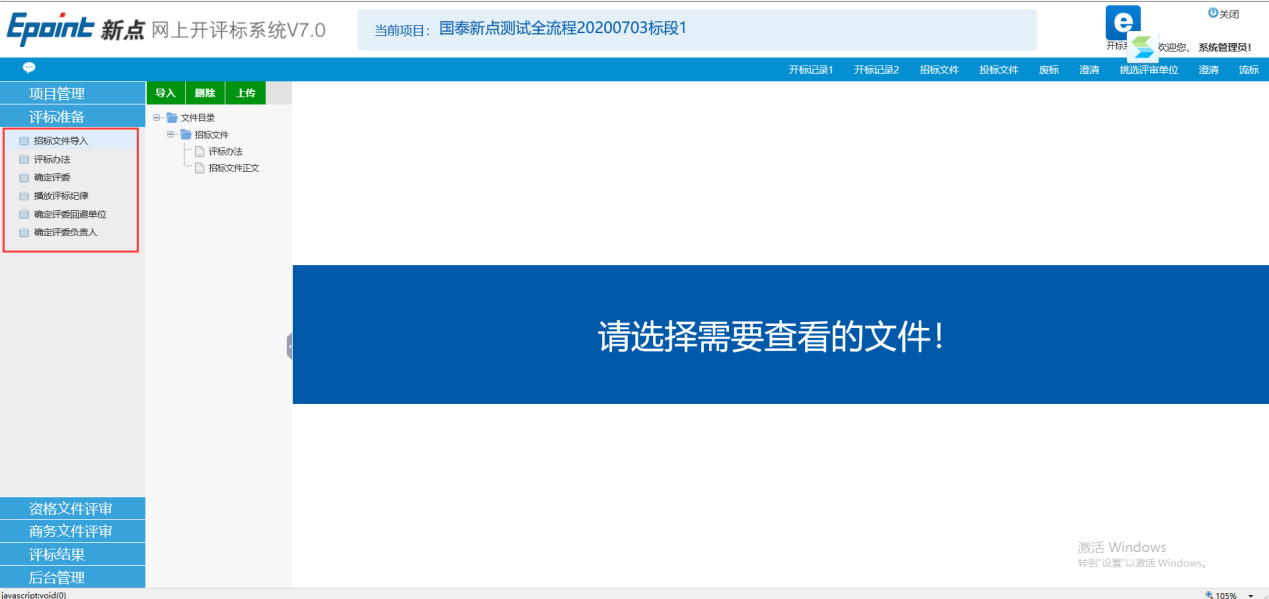 Epoint 新点 网上开评标系统V7.0
当前项目: 国泰新点测试全流程20200703标段1
关闭
欢迎您, 系统管理员!
开标记录1 开标记录2 招标文件 投标文件 废标 澄清 挑选评审单位 澄清 流标
项目管理
评标准备
招标文件导入
评标办法
确定评委
播放评标纪律
确定评委回避单位
确定评委负责人
资格文件评审
商务文件评审
评标结果
后台管理
导入 删除 上传
文件目录
招标文件
评标办法
招标文件正文
请选择需要查看的文件!
激活 Windows
转到"设置"以激活 Windows。
javascript:void(0)
105%